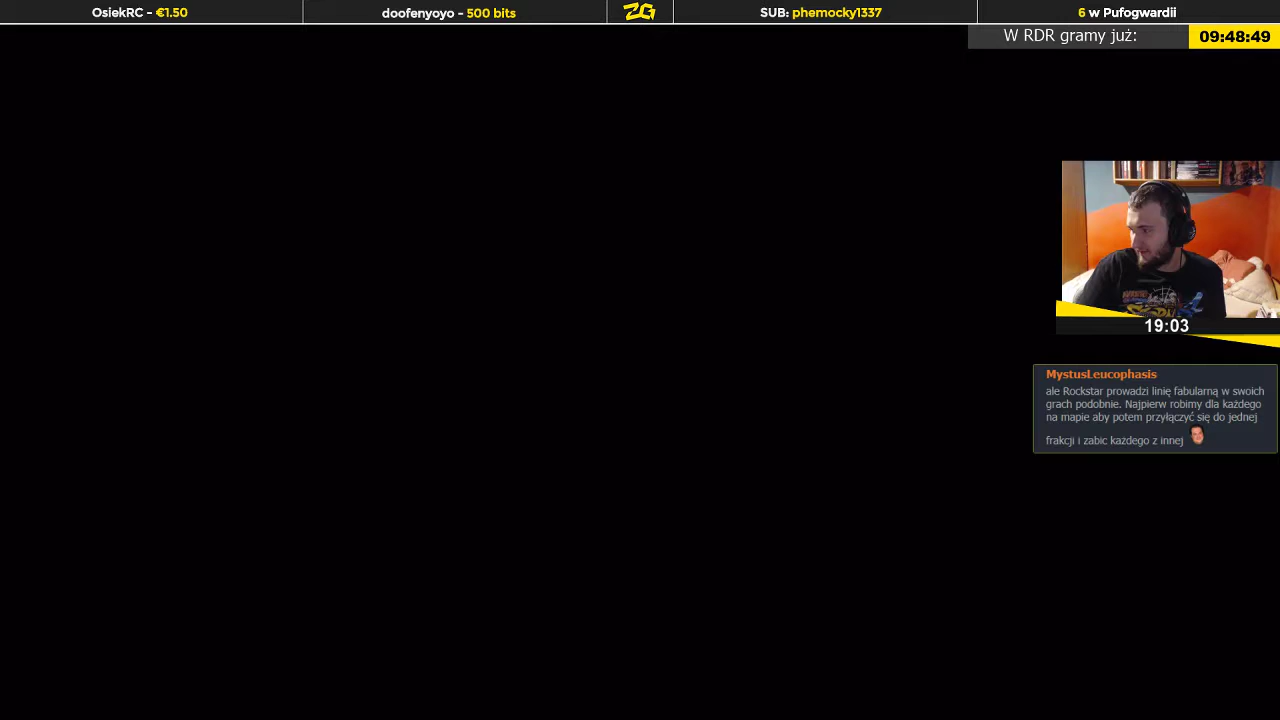 OsiekRC - €1.50
doofenyoyo - 500 bits
ZG
SUB: phemocky1337
6 w Pufogwardii
W RDR gramy już:
09:48:49
19:03
MystusLeucophasis
ale Rockstar prowadzi linię fabularną w swoich
grach podobnie. Najpierw robimy dla każdego
na mapie aby potem przyłączyć się do jednej
frakcji i zabic każdego z innej